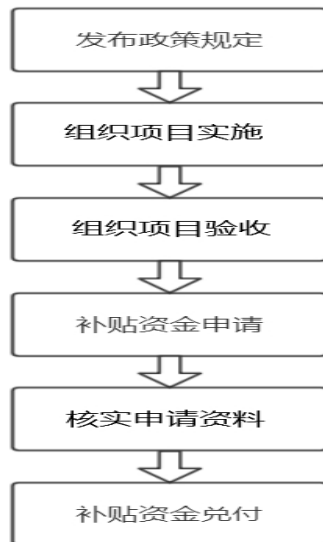 发布政策规定
组织项目实施
组织项目验收
补贴资金申请
核实申请资料
补贴资金兑付